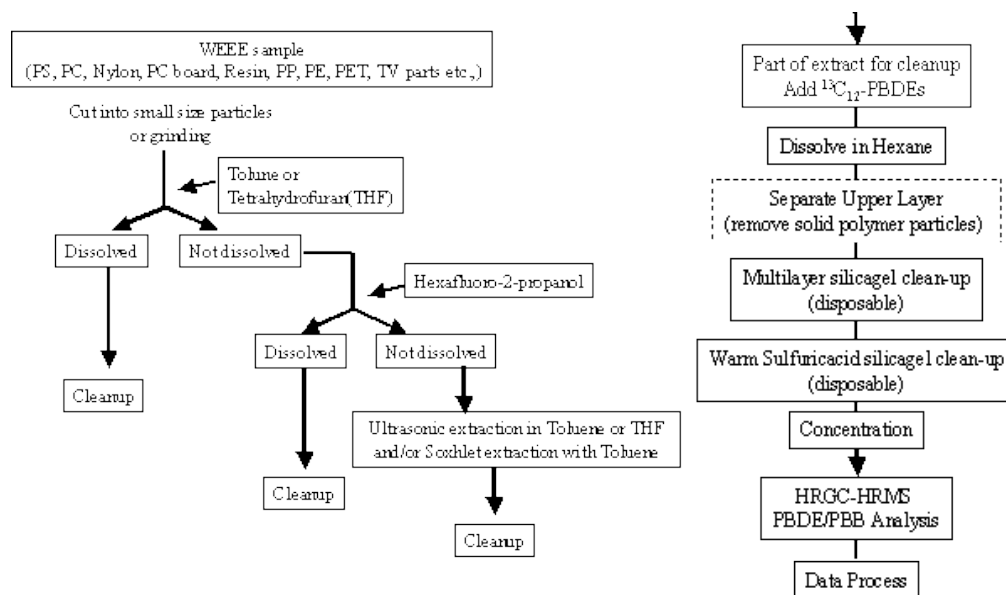 WEEE sample
(PS, PC, Nylon, PC board, Resin, PP, PE, PET, TV parts etc.,)
Cut into small size particles
or grinding
Tolune or
Tetrahydrofuran(THF)
Dissolved
Not dissolved
Hexafluoro-2-propanol
Dissolved
Not dissolved
Cleanup
Ultrasonic extraction in Toluene or THF
and/or Soxhlet extraction with Toluene
Cleanup
Cleanup
Part of extract for cleanup
Add ¹³C₁₂-PBDEs
Dissolve in Hexane
Separate Upper Layer
(remove solid polymer particles)
Multilayer silicagel clean-up
(disposable)
Warm Sulfuricacid silicagel clean-up
(disposable)
Concentration
HRGC-HRMS
PBDE/PBB Analysis
Data Process